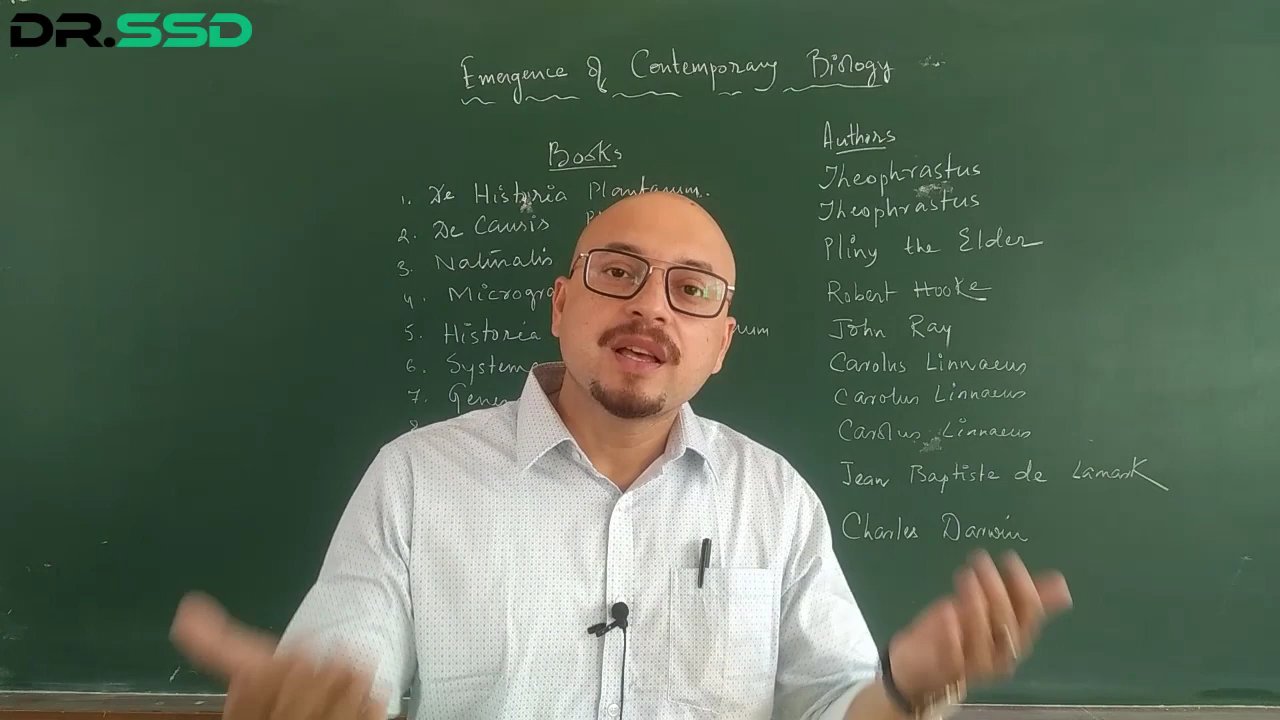 DR.SSD
Emergence of Contemporary Biology
Books
Authors
1. De Historia Plantarum.
Theophrastus
2. De Causis
Theophrastus
3. Naturalis
Pliny the Elder
4. Microgra
Robert Hooke
5. Historia
John Ray
6. Systema
Carolus Linnaeus
7. Gene
Carolus Linnaeus
8.
Carolus Linnaeus
Jean Baptiste de Lamark
Charles Darwin